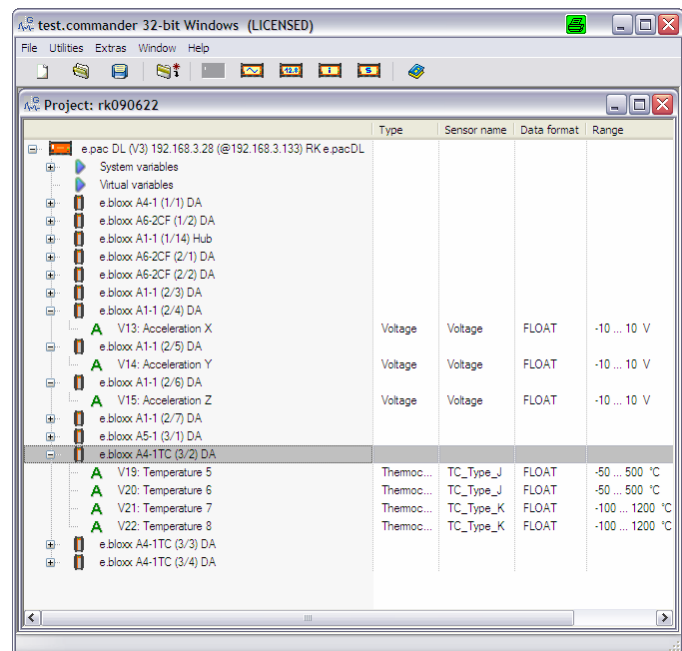 test.commander 32-bit Windows (LICENSED)
File Utilities Extras Window Help
12.8 i S
Project: rk090622
Type Sensor name Data format Range
e.pac DL (V3) 192.168.3.28 (@192.168.3.133) RK e.pacDL
System variables
Virtual variables
e.bloxx A4-1 (1/1) DA
e.bloxx A6-2CF (1/2) DA
e.bloxx A1-1 (1/14) Hub
e.bloxx A6-2CF (2/1) DA
e.bloxx A6-2CF (2/2) DA
e.bloxx A1-1 (2/3) DA
e.bloxx A1-1 (2/4) DA
A V13: Acceleration X Voltage Voltage FLOAT -10 ... 10 V
e.bloxx A1-1 (2/5) DA
A V14: Acceleration Y Voltage Voltage FLOAT -10 ... 10 V
e.bloxx A1-1 (2/6) DA
A V15: Acceleration Z Voltage Voltage FLOAT -10 ... 10 V
e.bloxx A1-1 (2/7) DA
e.bloxx A5-1 (3/1) DA
e.bloxx A4-1TC (3/2) DA
A V19: Temperature 5 Thermoc... TC_Type_J FLOAT -50 ... 500 °C
A V20: Temperature 6 Thermoc... TC_Type_J FLOAT -50 ... 500 °C
A V21: Temperature 7 Thermoc... TC_Type_K FLOAT -100 ... 1200 °C
A V22: Temperature 8 Thermoc... TC_Type_K FLOAT -100 ... 1200 °C
e.bloxx A4-1TC (3/3) DA
e.bloxx A4-1TC (3/4) DA